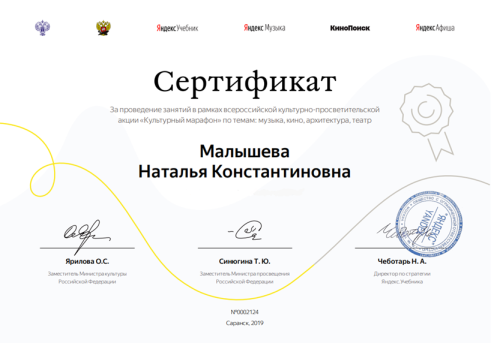 Яндекс Учебник
Яндекс Музыка
КиноПоиск
Яндекс Афиша
Сертификат
За проведение занятий в рамках всероссийской культурно-просветительской
акции «Культурный марафон» по темам: музыка, кино, архитектура, театр
Малышева
Наталья Константиновна
Ярилова О.С.
Синюгина Т. Ю.
Чеботарь Н. А.
Заместитель Министра культуры
Российской Федерации
Заместитель Министра просвещения
Российской Федерации
Директор по стратегии
Яндекс. Учебника
№0002124
Саранск, 2019